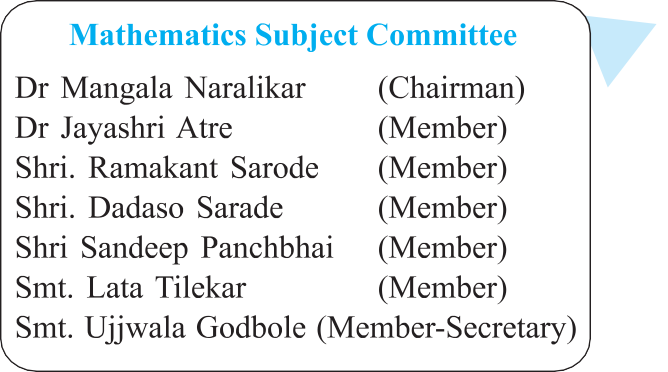 Mathematics Subject Committee
Dr Mangala Naralikar (Chairman)
Dr Jayashri Atre (Member)
Shri. Ramakant Sarode (Member)
Shri. Dadaso Sarade (Member)
Shri Sandeep Panchbhai (Member)
Smt. Lata Tilekar (Member)
Smt. Ujjwala Godbole (Member-Secretary)